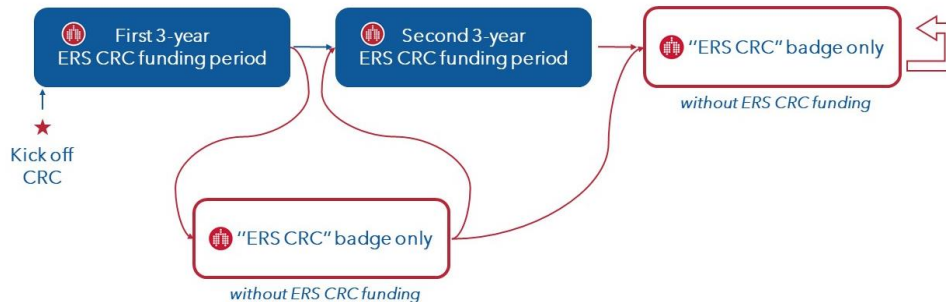 First 3-year
ERS CRC funding period
Second 3-year
ERS CRC funding period
"ERS CRC" badge only
without ERS CRC funding
Kick off
CRC
"ERS CRC" badge only
without ERS CRC funding